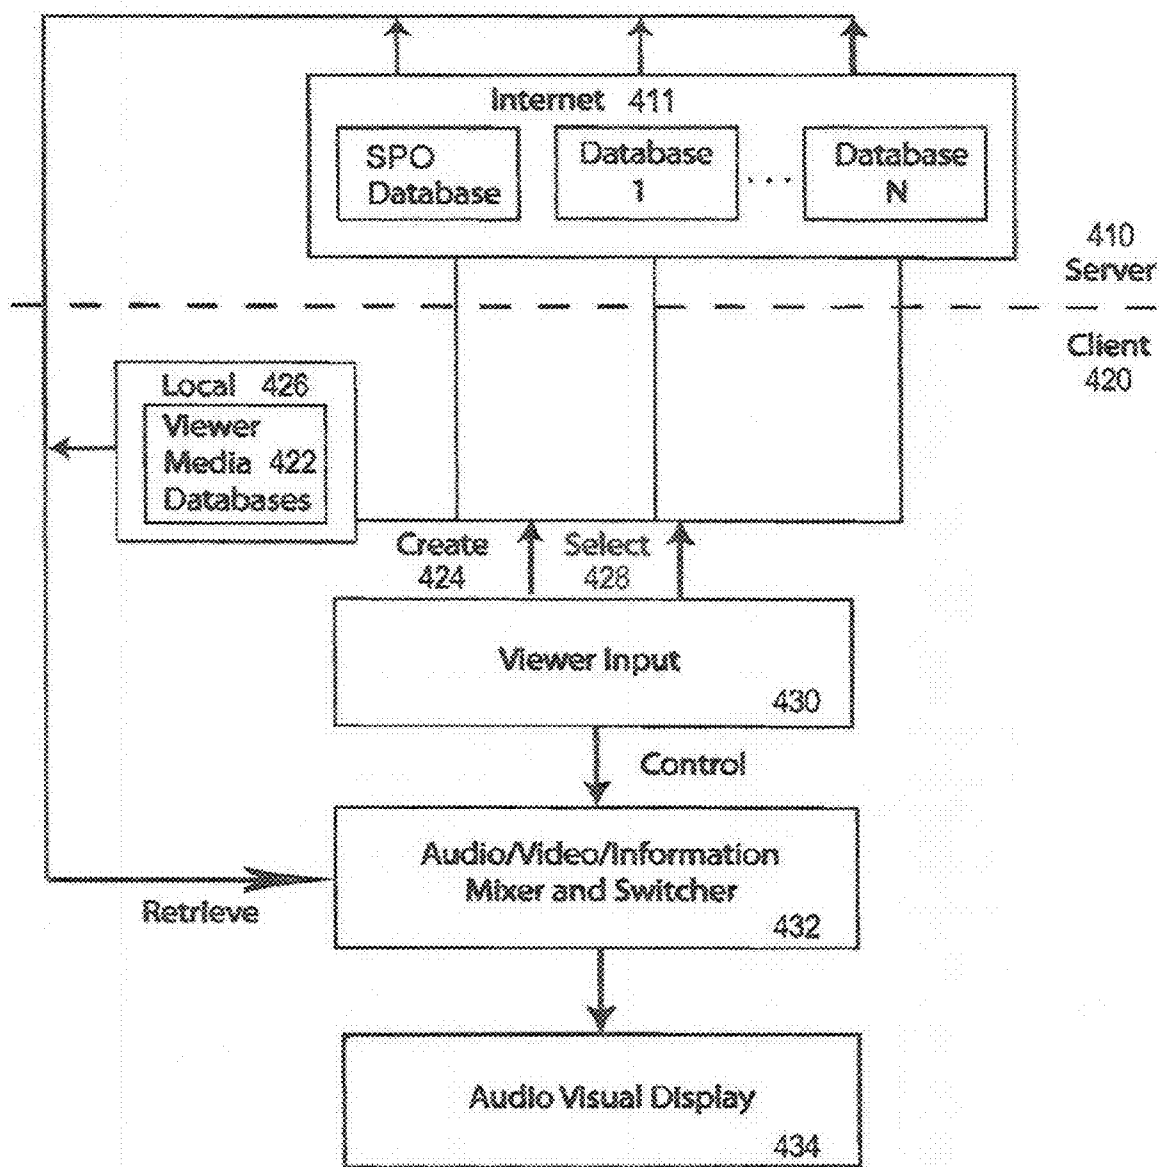 Internet 411
SPO
Database
Database
1
. . .
Database
N
410
Server
Client
420
Local 426
Viewer
Media 422
Databases
Create
424
Select
428
Viewer Input
430
Control
Audio/Video/Information
Mixer and Switcher
432
Retrieve
Audio Visual Display
434